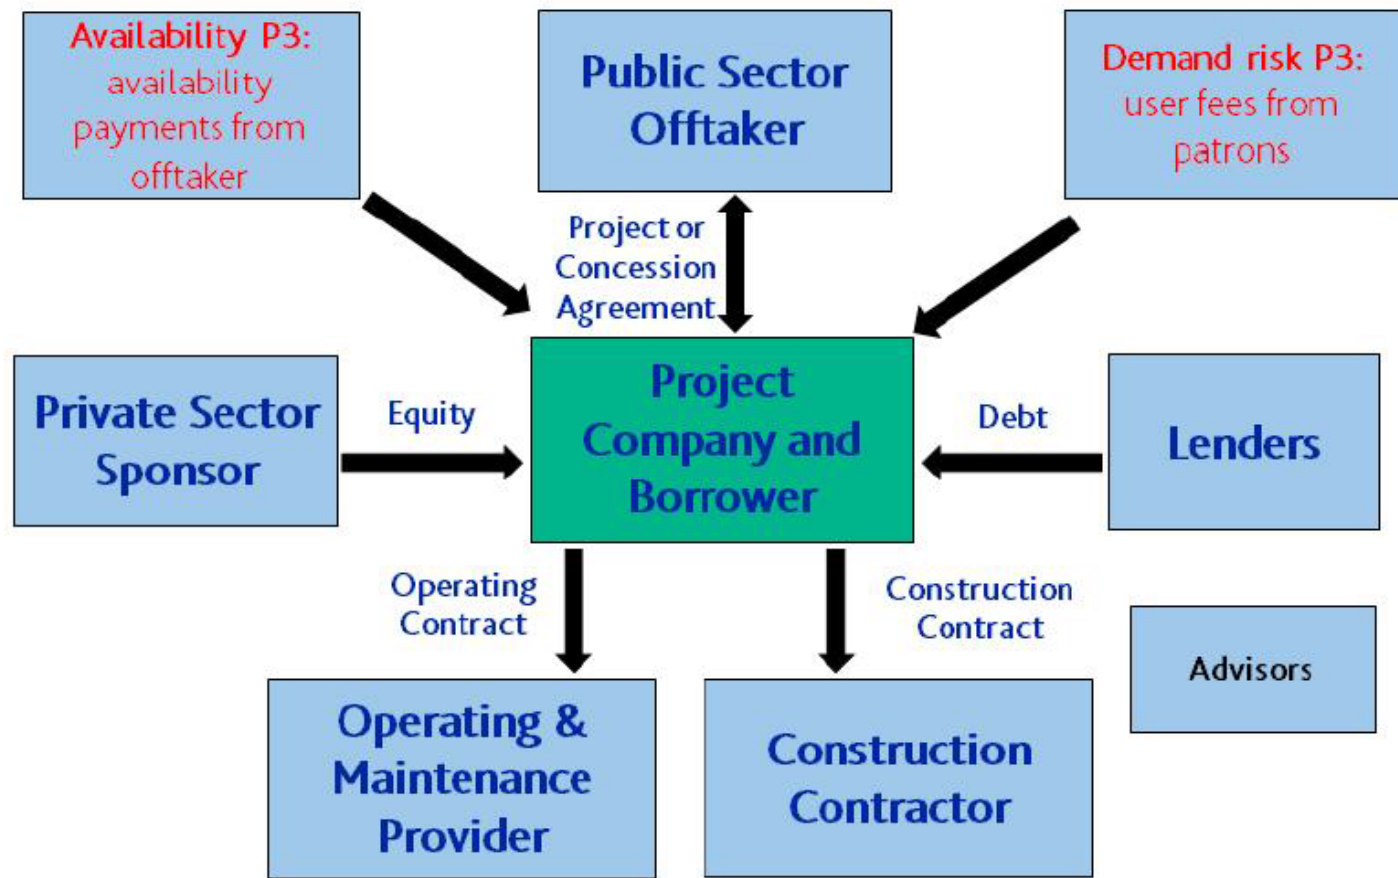 Availability P3:
availability
payments from
offtaker
Public Sector
Offtaker
Demand risk P3:
user fees from
patrons
Project or
Concession
Agreement
Private Sector
Sponsor
Equity
Project
Company and
Borrower
Debt
Lenders
Operating
Contract
Construction
Contract
Operating &
Maintenance
Provider
Construction
Contractor
Advisors